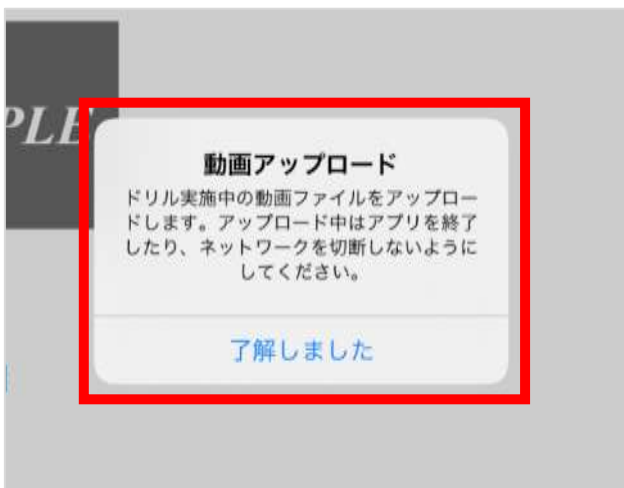 PLE
動画アップロード
ドリル実施中の動画ファイルをアップロー
ドします。アップロード中はアプリを終了
したり、ネットワークを切断しないように
してください。
了解しました